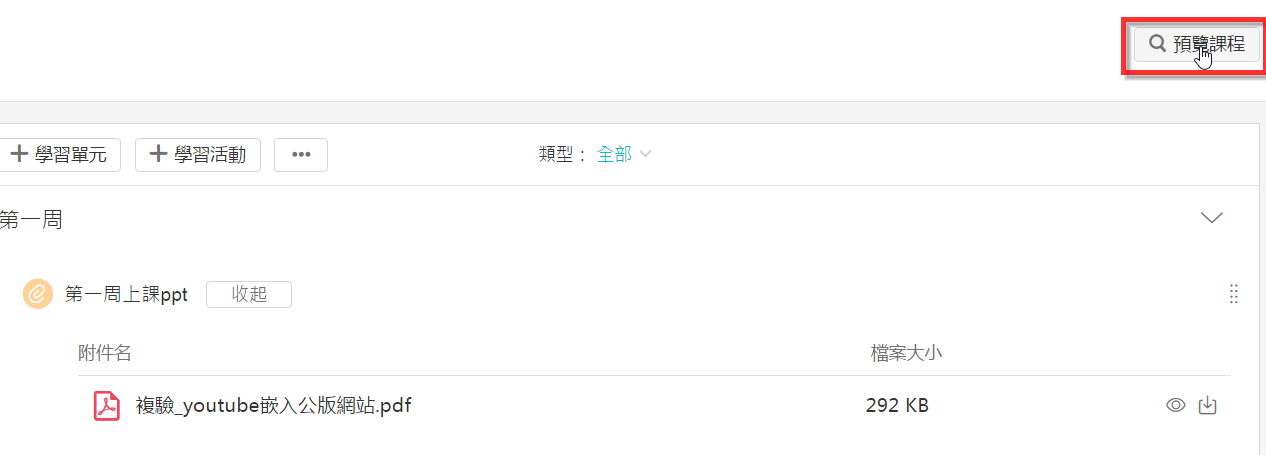 預覽課程
學習單元 學習活動 ••• 類型： 全部
第一周
第一周上課ppt 收起
附件名 檔案大小
複驗_youtube嵌入公版網站.pdf 292 KB